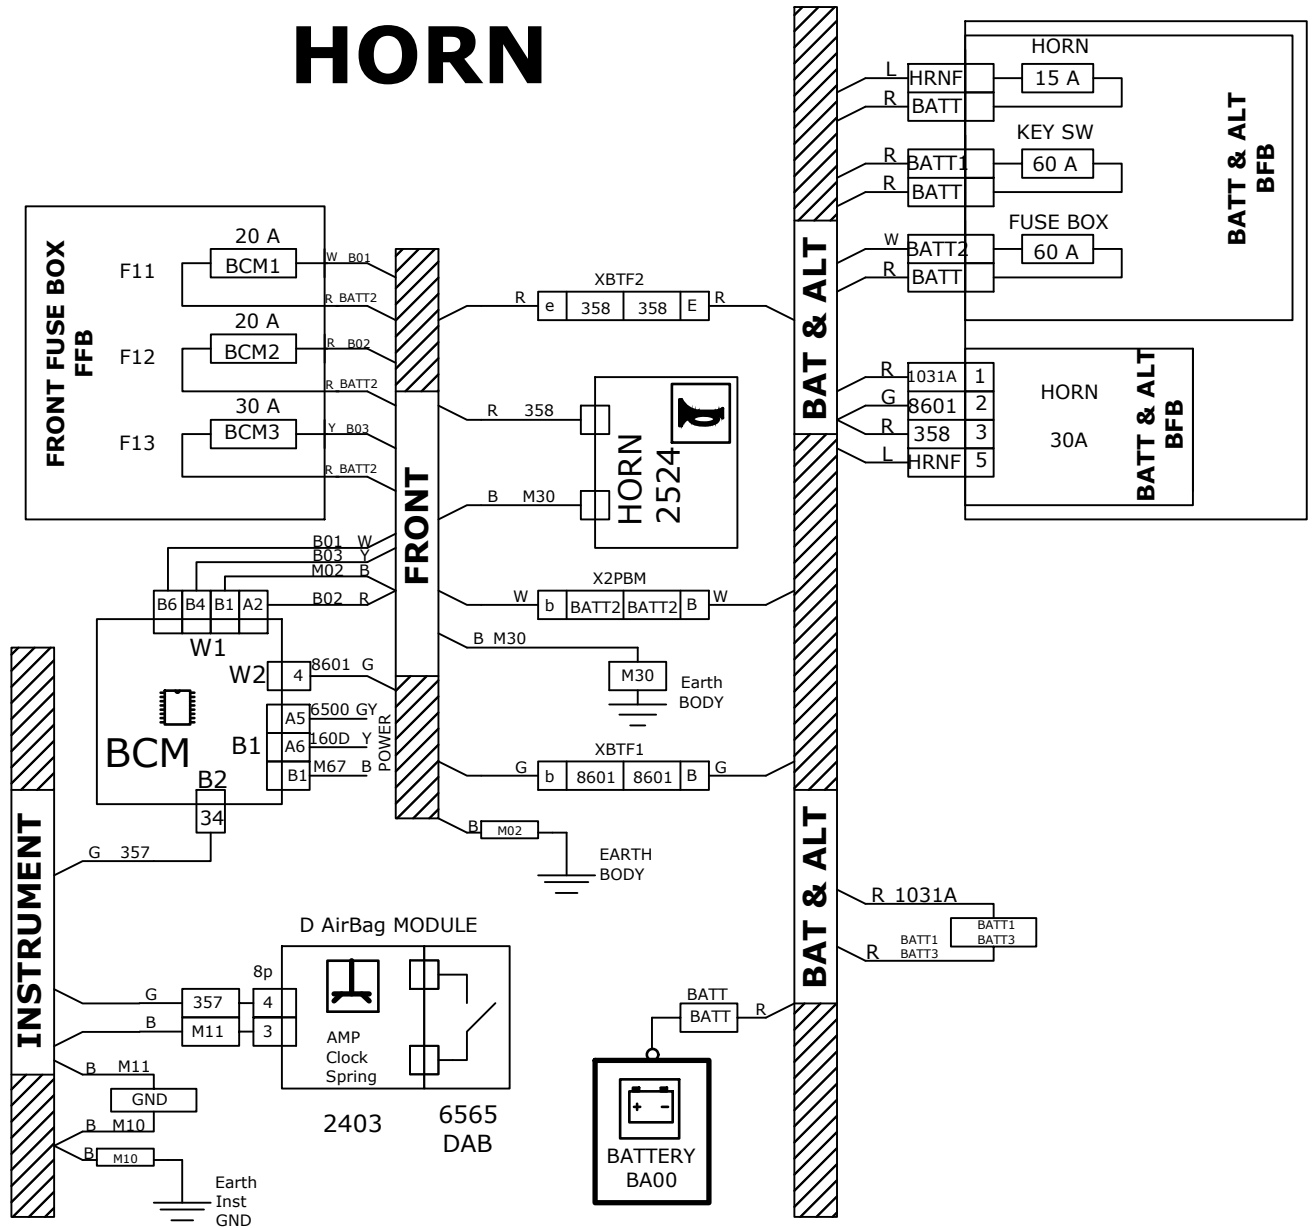 HORN
HORN
L HRNF 15 A
R BATT
KEY SW
R BATT1 60 A
R BATT
FUSE BOX
W BATT2 60 A
R BATT
BATT & ALT
BFB
R 1031A 1
G 8601 2
R 358 3
L HRNF 5
HORN
30A
BATT & ALT
BFB
FRONT FUSE BOX
FFB
20 A
F11 BCM1 W B01
R BATT2
20 A
F12 BCM2 R B02
R BATT2
30 A
F13 BCM3 Y B03
R BATT2
FRONT
BAT & ALT
XBTF2
R e 358 358 E R
R 358
B M30
HORN
2524
X2PBM
W b BATT2 BATT2 B W
B M30
M30
Earth
BODY
XBTF1
G b 8601 8601 B G
B M02
EARTH
BODY
B01 W
B03 Y
M02 B
B02 R
B6 B4 B1 A2
W1
W2 4 8601 G
BCM
B1
A5 6500 GY
A6 160D Y
B1 M67 B
POWER
B2
34
G 357
INSTRUMENT
D AirBag MODULE
8p
G 357 4
B M11 3
AMP
Clock
Spring
2403
6565
DAB
B M11
GND
B M10
B M10
Earth
Inst
GND
BAT & ALT
R 1031A
BATT1
BATT3
R BATT1
BATT3
BATT
BATT R
+ -
BATTERY
BA00